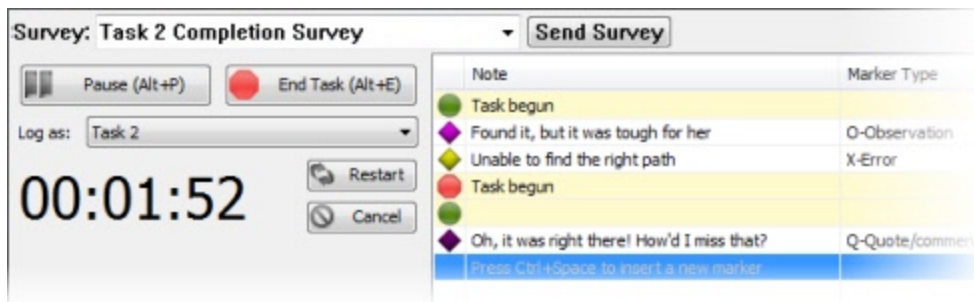 Survey: Task 2 Completion Survey Send Survey
Pause (Alt+P) End Task (Alt+E)
Log as: Task 2
00:01:52
Restart
Cancel
Note Marker Type
Task begun
Found it, but it was tough for her O-Observation
Unable to find the right path X-Error
Task begun
Oh, it was right there! How'd I miss that? Q-Quote/commen
Press Ctrl+Space to insert a new marker